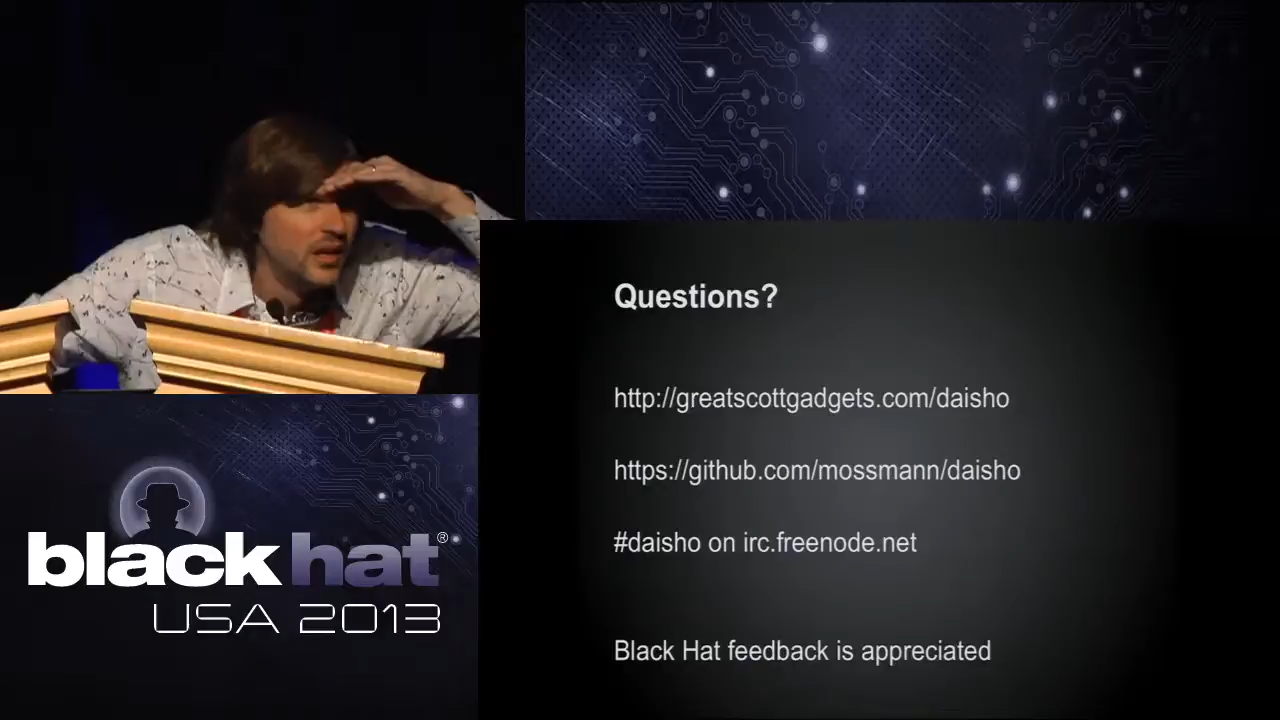 Questions?
http://greatscottgadgets.com/daisho
https://github.com/mossmann/daisho
#daisho on irc.freenode.net
Black Hat feedback is appreciated
black hat®
USA 2013